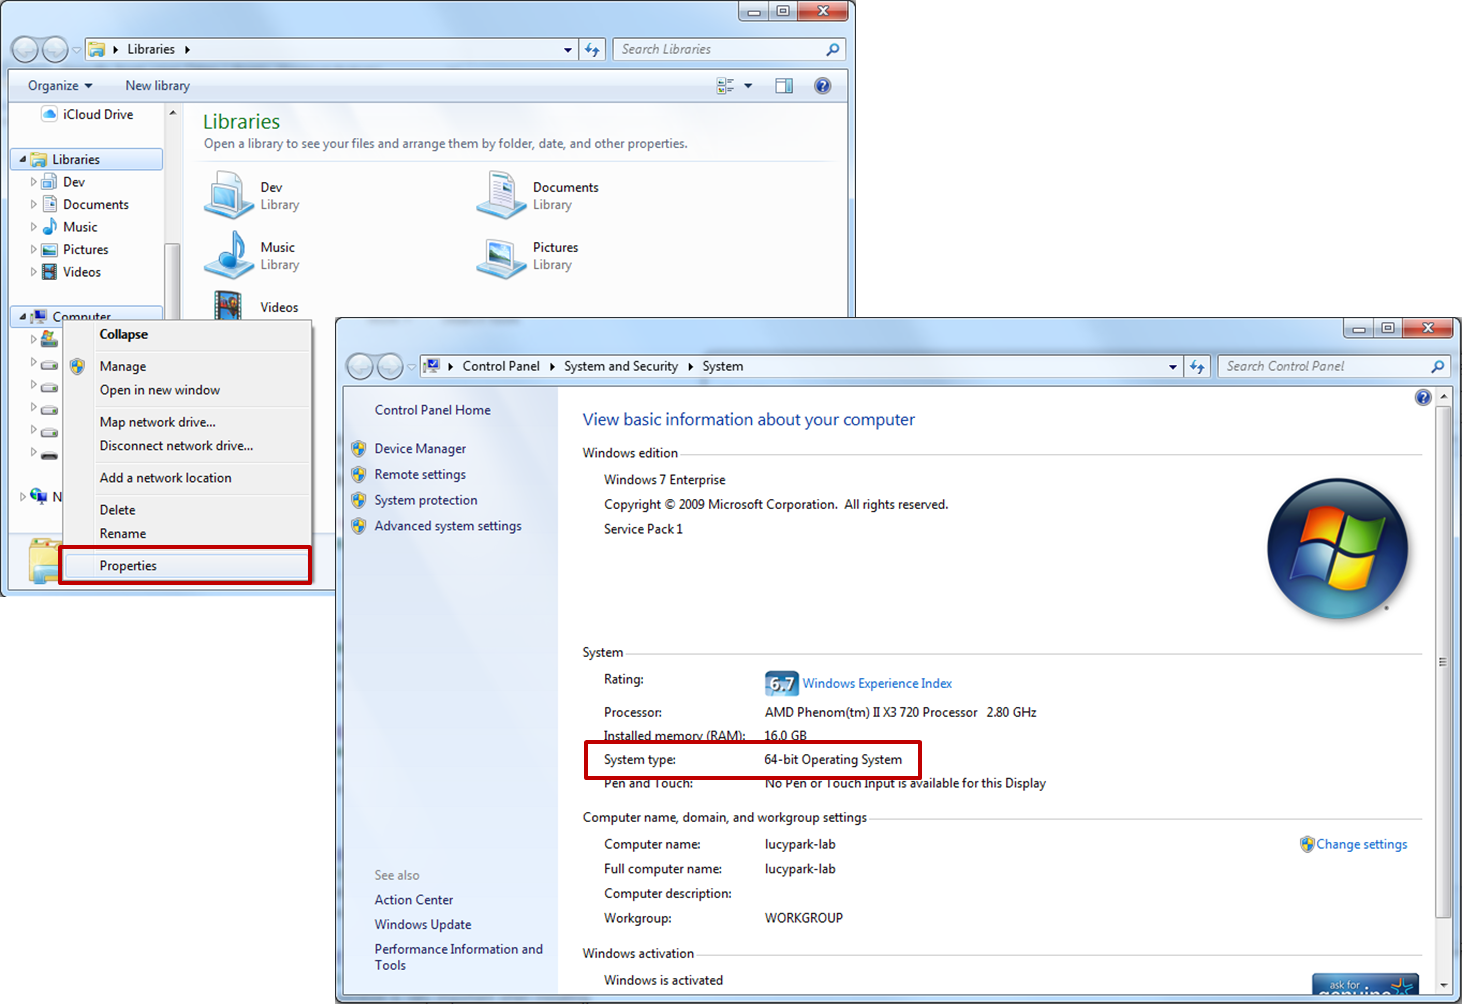 Libraries
Search Libraries
Organize
New library
iCloud Drive
Libraries
Dev
Documents
Music
Pictures
Videos
Computer
Libraries
Open a library to see your files and arrange them by folder, date, and other properties.
Dev
Library
Documents
Library
Music
Library
Pictures
Library
Videos
Collapse
Manage
Open in new window
Map network drive...
Disconnect network drive...
Add a network location
Delete
Rename
Properties
N
Control Panel
System and Security
System
Search Control Panel
Control Panel Home
Device Manager
Remote settings
System protection
Advanced system settings
See also
Action Center
Windows Update
Performance Information and
Tools
View basic information about your computer
Windows edition
Windows 7 Enterprise
Copyright © 2009 Microsoft Corporation. All rights reserved.
Service Pack 1
System
Rating: 6.7 Windows Experience Index
Processor: AMD Phenom(tm) II X3 720 Processor 2.80 GHz
Installed memory (RAM): 16.0 GB
System type: 64-bit Operating System
Pen and Touch: No Pen or Touch Input is available for this Display
Computer name, domain, and workgroup settings
Computer name: lucypark-lab
Change settings
Full computer name: lucypark-lab
Computer description:
Workgroup: WORKGROUP
Windows activation
Windows is activated
ask for
genuine